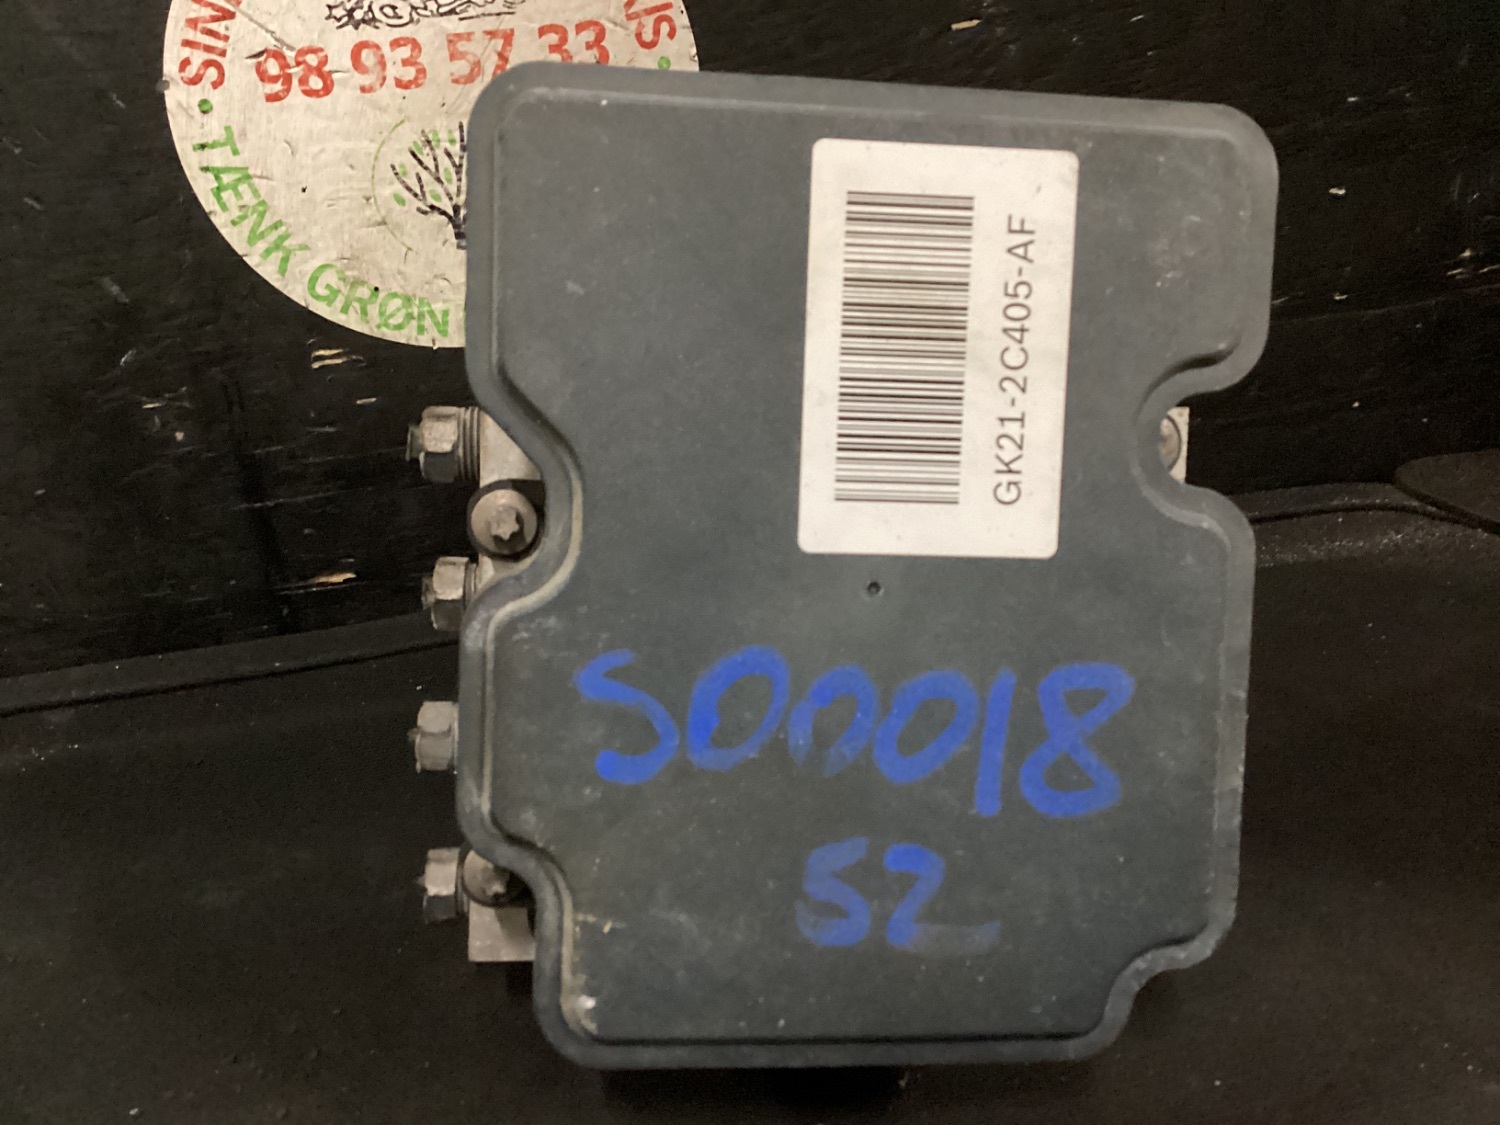 98 93 57 33
TÆNK GRØN
GK21-2C405-AF
S00018
52